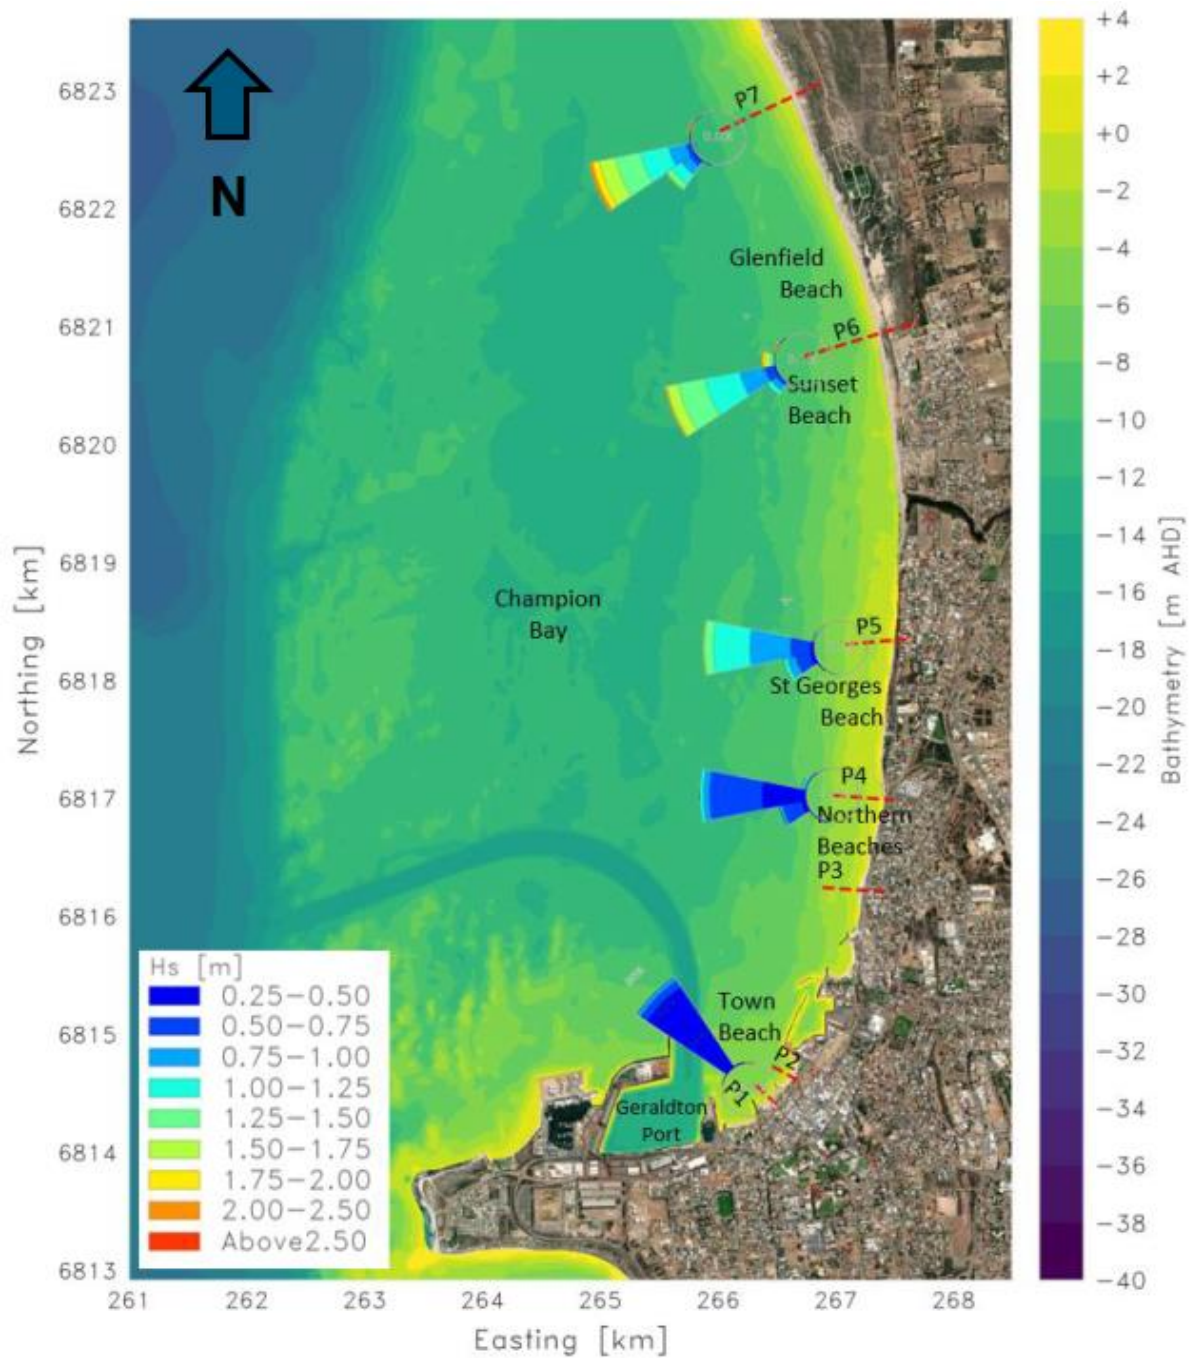 N
6823
6822
6821
6820
6819
6818
6817
6816
6815
6814
6813
Northing [km]
P7
Glenfield
Beach
P6
Sunset
Beach
Champion
Bay
P5
St Georges
Beach
P4
Northern
Beaches
P3
Town
Beach
P2
P1
Geraldton
Port
Hs [m]
0.25-0.50
0.50-0.75
0.75-1.00
1.00-1.25
1.25-1.50
1.50-1.75
1.75-2.00
2.00-2.50
Above2.50
261 262 263 264 265 266 267 268
Easting [km]
+4
+2
+0
-2
-4
-6
-8
-10
-12
-14
-16
-18
-20
-22
-24
-26
-28
-30
-32
-34
-36
-38
-40
Bathymetry [m AHD]